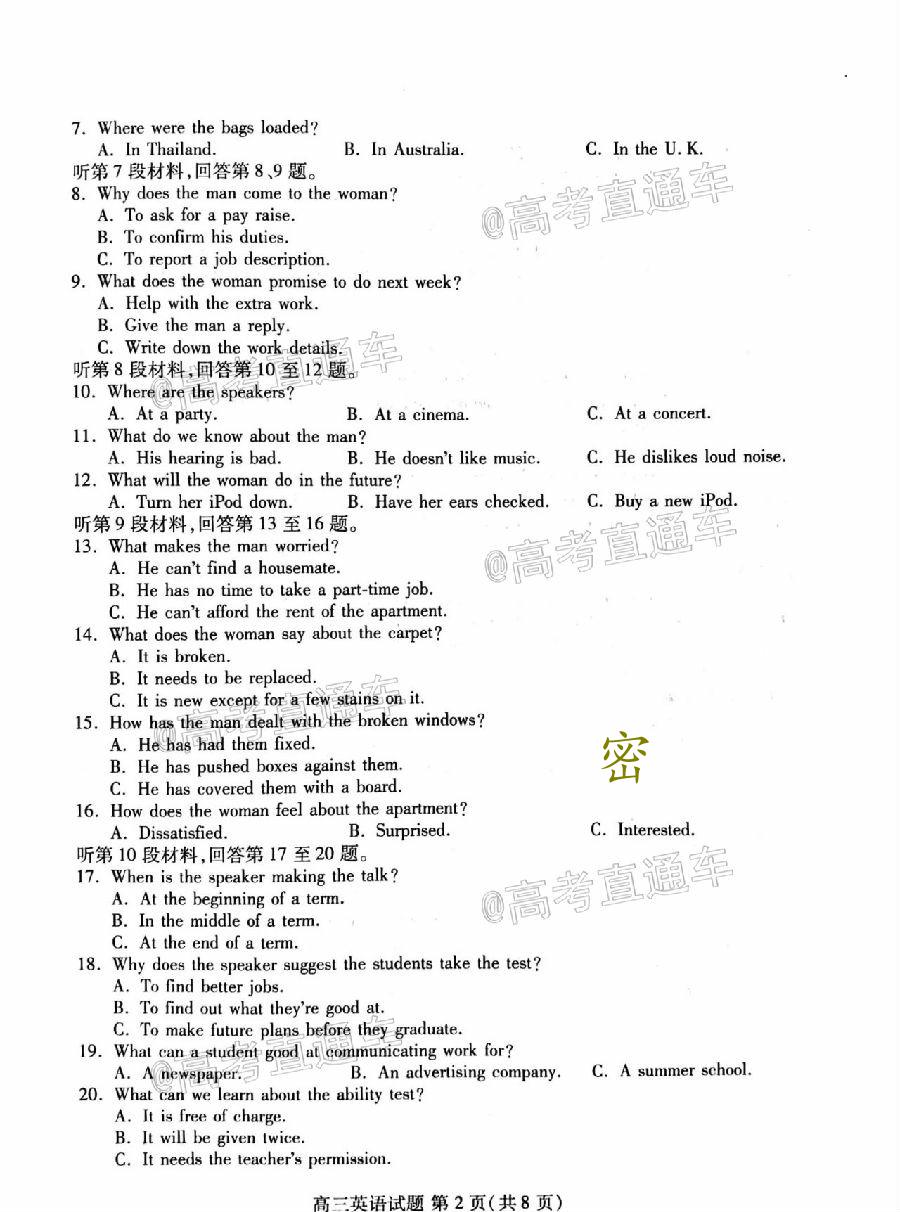 7. Where were the bags loaded?
A. In Thailand. B. In Australia. C. In the U.K.
听第7段材料,回答第8、9题。
8. Why does the man come to the woman?
A. To ask for a pay raise.
B. To confirm his duties.
C. To report a job description.
@高考直通车
9. What does the woman promise to do next week?
A. Help with the extra work.
B. Give the man a reply.
C. Write down the work details.
@高考直通车
听第8段材料,回答第10至12题。
10. Where are the speakers?
A. At a party. B. At a cinema. C. At a concert.
11. What do we know about the man?
A. His hearing is bad. B. He doesn't like music. C. He dislikes loud noise.
12. What will the woman do in the future?
A. Turn her iPod down. B. Have her ears checked. C. Buy a new iPod.
听第9段材料,回答第13至16题。
13. What makes the man worried?
A. He can't find a housemate.
B. He has no time to take a part-time job.
C. He can't afford the rent of the apartment.
@高考直通车
14. What does the woman say about the carpet?
A. It is broken.
B. It needs to be replaced.
C. It is new except for a few stains on it.
@高考直通车
15. How has the man dealt with the broken windows?
A. He has had them fixed.
B. He has pushed boxes against them.
C. He has covered them with a board.
密
16. How does the woman feel about the apartment?
A. Dissatisfied. B. Surprised. C. Interested.
听第10段材料,回答第17至20题。
17. When is the speaker making the talk?
A. At the beginning of a term.
B. In the middle of a term.
C. At the end of a term.
@高考直通车
18. Why does the speaker suggest the students take the test?
A. To find better jobs.
B. To find out what they're good at.
C. To make future plans before they graduate.
@高考直通车
19. What can a student good at communicating work for?
A. A newspaper. B. An advertising company. C. A summer school.
20. What can we learn about the ability test?
A. It is free of charge.
B. It will be given twice.
C. It needs the teacher's permission.
高三英语试题 第2页(共8页)